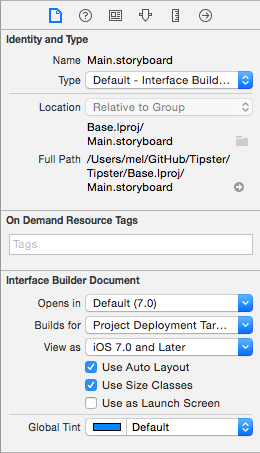 Identity and Type
Name Main.storyboard
Type Default - Interface Build...
Location Relative to Group
Base.lproj/
Main.storyboard
Full Path /Users/mel/GitHub/Tipster/
Tipster/Base.lproj/
Main.storyboard
On Demand Resource Tags
Tags
Interface Builder Document
Opens in Default (7.0)
Builds for Project Deployment Tar...
View as iOS 7.0 and Later
Use Auto Layout
Use Size Classes
Use as Launch Screen
Global Tint Default